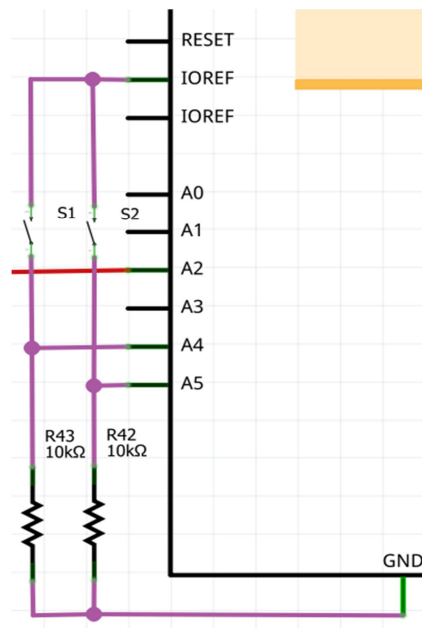 RESET
IOREF
IOREF
A0
S1
S2
A1
A2
A3
A4
A5
R43
10kΩ
R42
10kΩ
GND